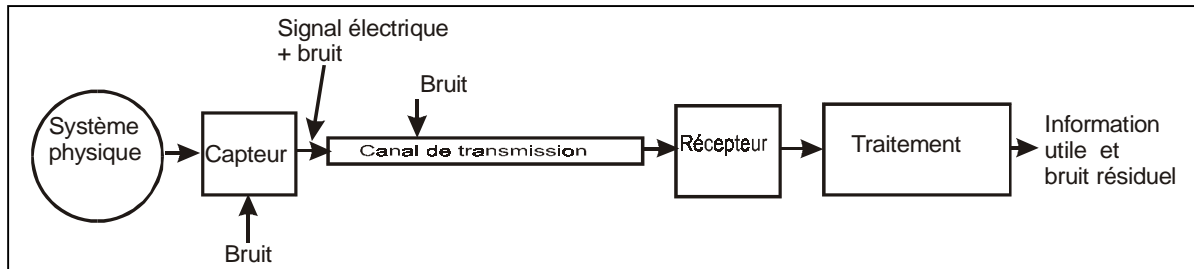 Signal électrique
+ bruit
Bruit
Système
physique
Capteur
Canal de transmission
Récepteur
Traitement
Information
utile et
bruit résiduel
Bruit